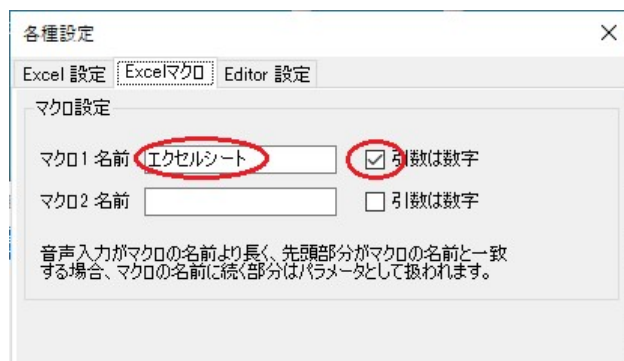 各種設定
Excel 設定 Excelマクロ Editor 設定
マクロ設定
マクロ1 名前 エクセルシート 引数は数字
マクロ2 名前 引数は数字
音声入力がマクロの名前より長く、先頭部分がマクロの名前と一致
する場合、マクロの名前に続く部分はパラメータとして扱われます。